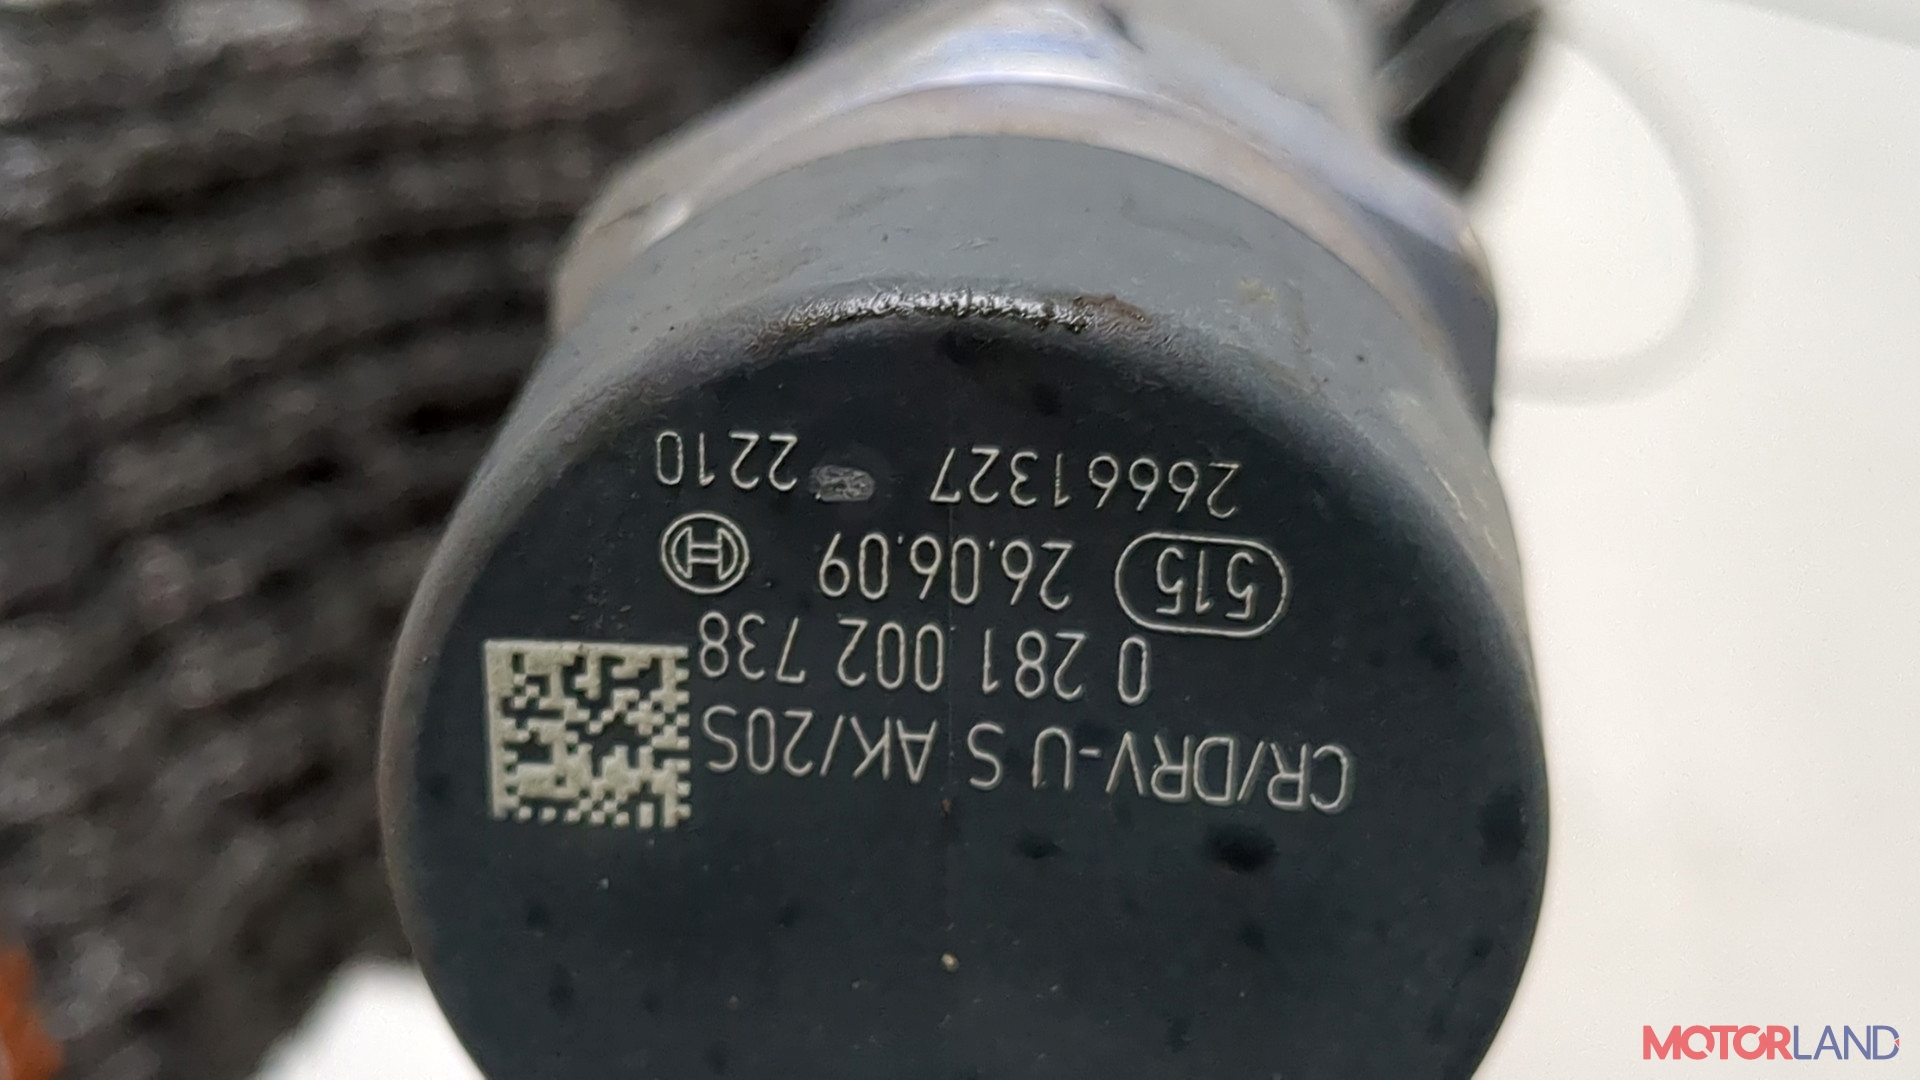 CR/DRV-U S AK/20S
0 281 002 738
515 26.06.09
26661327 2210
MOTORLAND